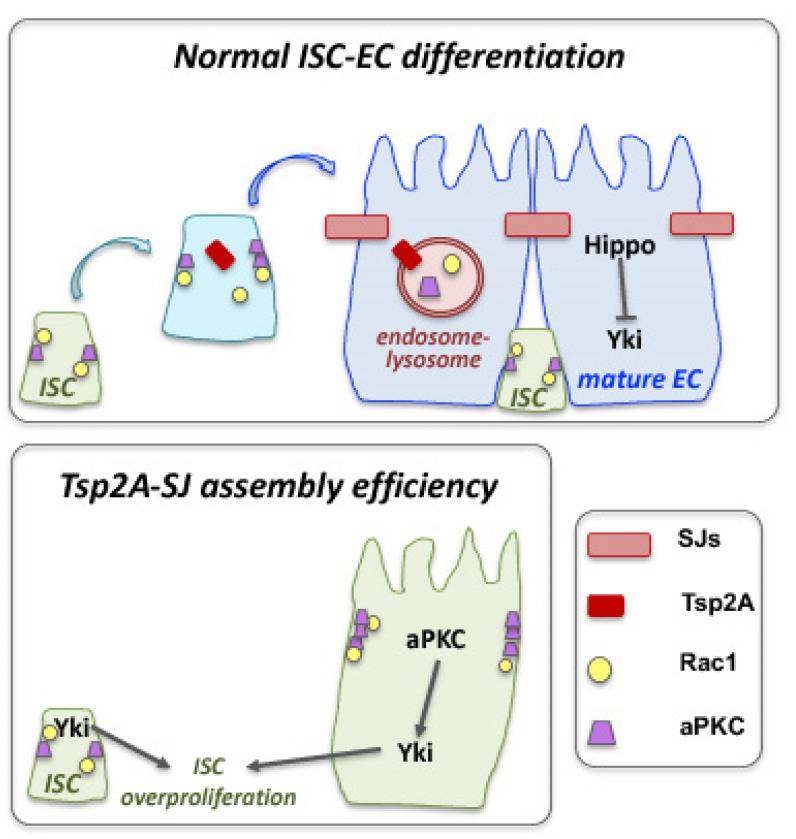 Normal ISC-EC differentiation
Hippo
endosome-
lysosome
Yki
ISC
ISC
mature EC
Tsp2A-SJ assembly efficiency
aPKC
Yki
Yki
ISC
ISC
overproliferation
SJs
Tsp2A
Rac1
aPKC